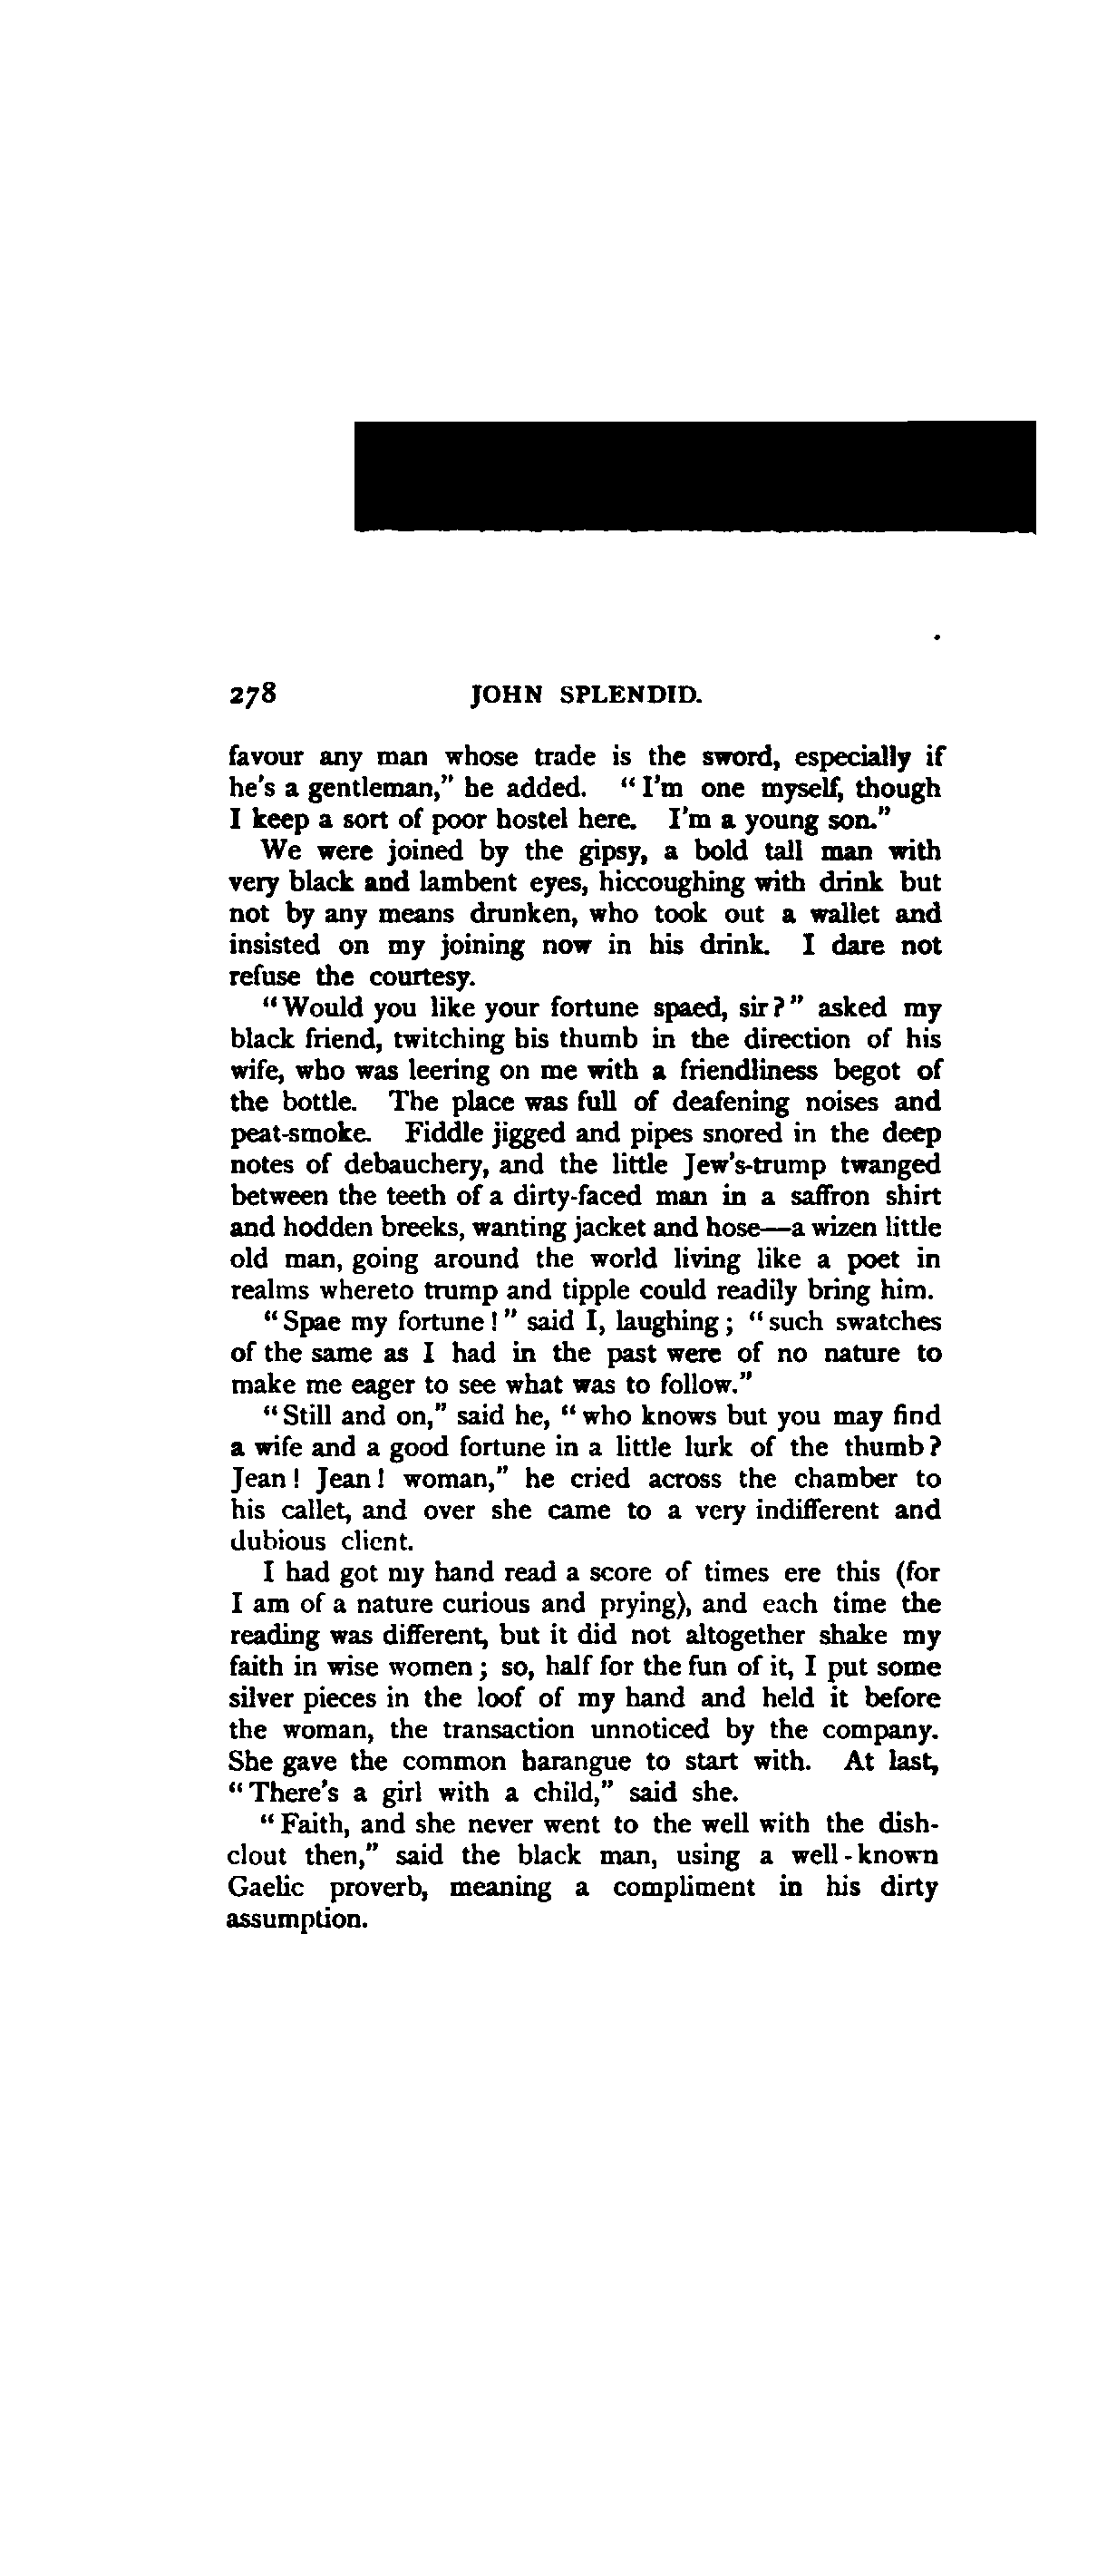 278 JOHN SPLENDID.
favour any man whose trade is the sword, especially if
he's a gentleman," he added. "I'm one myself, though
I keep a sort of poor hostel here. I'm a young son."
We were joined by the gipsy, a bold tall man with
very black and lambent eyes, hiccoughing with drink but
not by any means drunken, who took out a wallet and
insisted on my joining now in his drink. I dare not
refuse the courtesy.
"Would you like your fortune spaed, sir?" asked my
black friend, twitching his thumb in the direction of his
wife, who was leering on me with a friendliness begot of
the bottle. The place was full of deafening noises and
peat-smoke. Fiddle jigged and pipes snored in the deep
notes of debauchery, and the little Jew's-trump twanged
between the teeth of a dirty-faced man in a saffron shirt
and hodden breeks, wanting jacket and hose—a wizen little
old man, going around the world living like a poet in
realms whereto trump and tipple could readily bring him.
"Spae my fortune!" said I, laughing; "such swatches
of the same as I had in the past were of no nature to
make me eager to see what was to follow."
"Still and on," said he, "who knows but you may find
a wife and a good fortune in a little lurk of the thumb?
Jean! Jean! woman," he cried across the chamber to
his callet, and over she came to a very indifferent and
dubious client.
I had got my hand read a score of times ere this (for
I am of a nature curious and prying), and each time the
reading was different, but it did not altogether shake my
faith in wise women; so, half for the fun of it, I put some
silver pieces in the loof of my hand and held it before
the woman, the transaction unnoticed by the company.
She gave the common harangue to start with. At last,
"There's a girl with a child," said she.
"Faith, and she never went to the well with the dish-
clout then," said the black man, using a well-known
Gaelic proverb, meaning a compliment in his dirty
assumption.